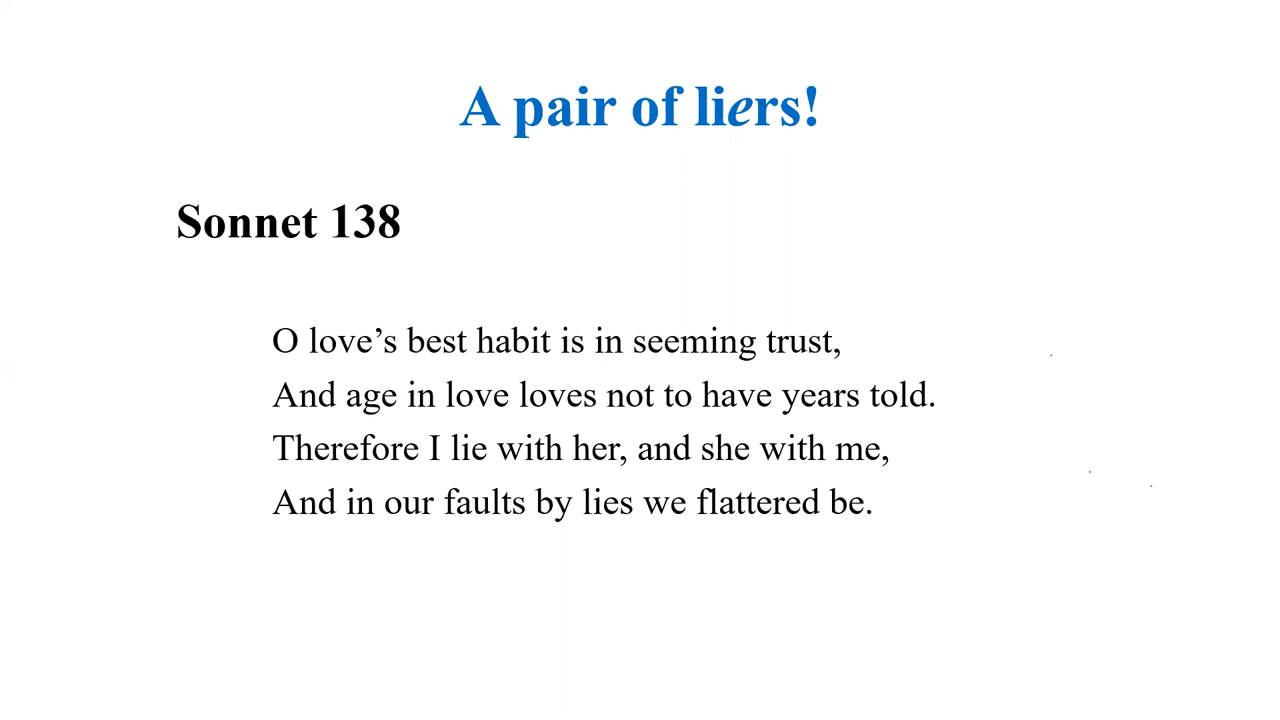 A pair of liers!
Sonnet 138
O love’s best habit is in seeming trust,
And age in love loves not to have years told.
Therefore I lie with her, and she with me,
And in our faults by lies we flattered be.